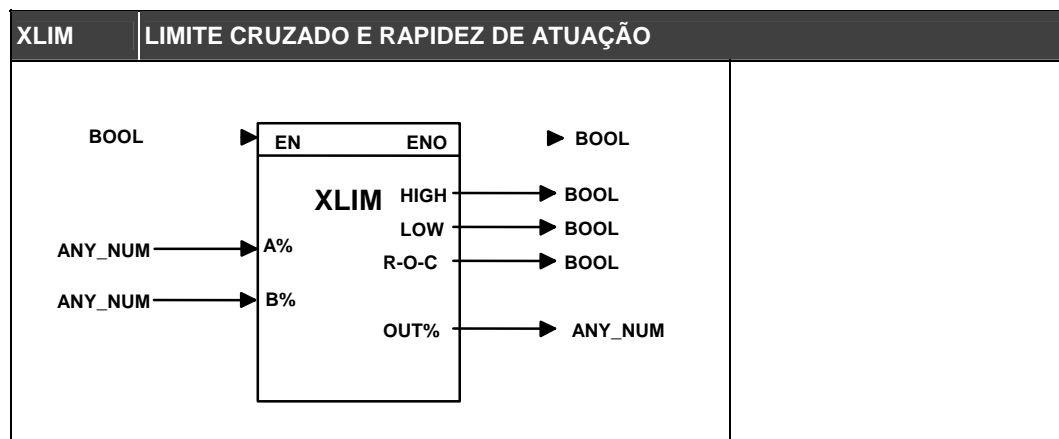 XLIM LIMITE CRUZADO E RAPIDEZ DE ATUAÇÃO
BOOL EN ENO BOOL
XLIM HIGH BOOL
LOW BOOL
ANY_NUM A% R-O-C BOOL
ANY_NUM B%
OUT% ANY_NUM